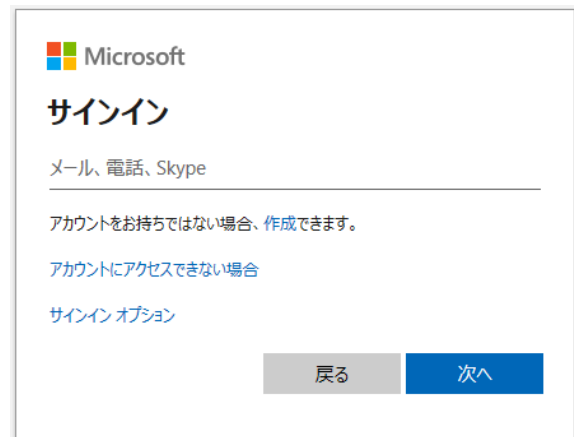 Microsoft
サインイン
メール、電話、Skype
アカウントをお持ちではない場合、作成できます。
アカウントにアクセスできない場合
サインイン オプション
戻る
次へ